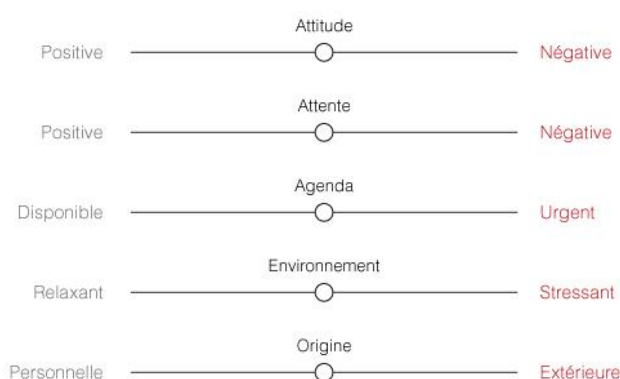 Attitude
Positive Négative
Attente
Positive Négative
Agenda
Disponible Urgent
Environnement
Relaxant Stressant
Origine
Personnelle Extérieure